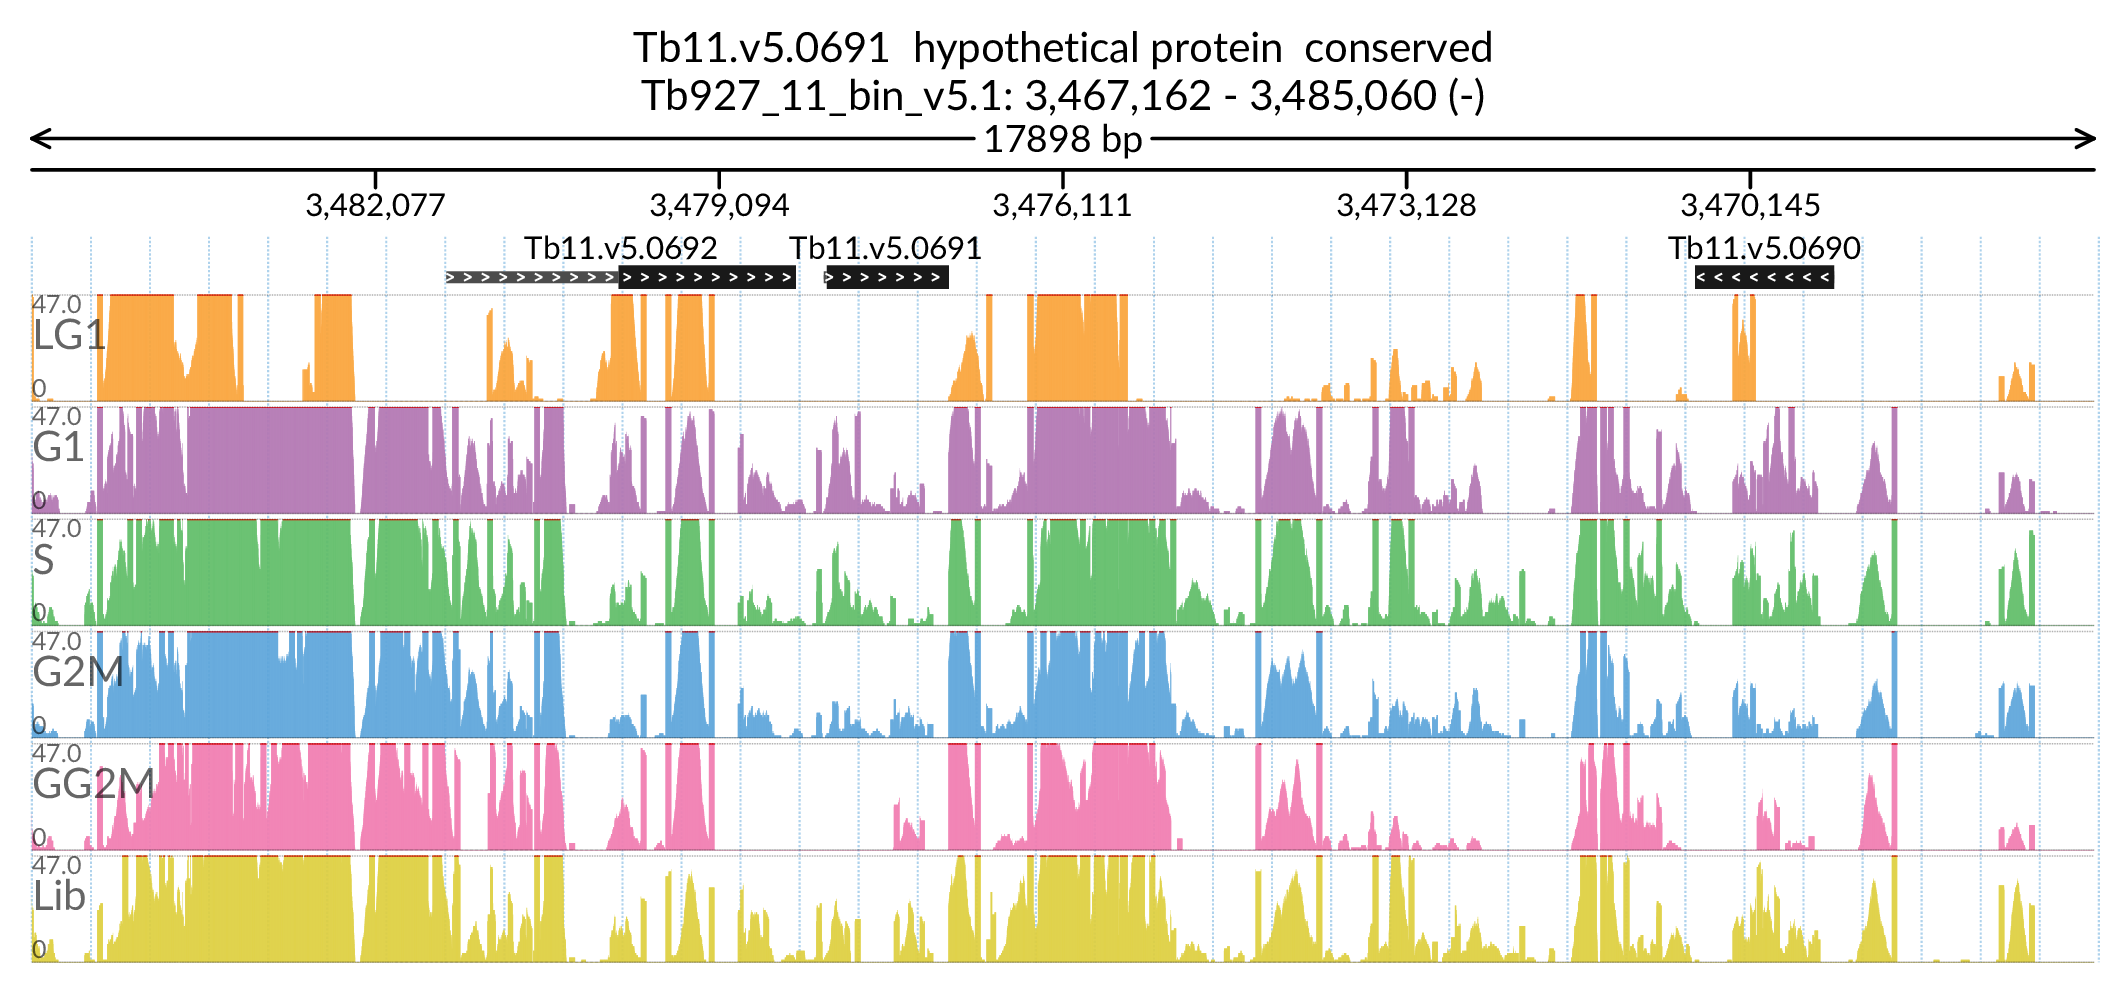 Tb11.v5.0691  hypothetical protein  conserved
Tb927_11_bin_v5.1: 3,467,162 - 3,485,060 (-)
17898 bp
3,482,077 3,479,094 3,476,111 3,473,128 3,470,145
Tb11.v5.0692 Tb11.v5.0691 Tb11.v5.0690
47.0
LG1
0
47.0
G1
0
47.0
S
0
47.0
G2M
0
47.0
GG2M
0
47.0
Lib
0